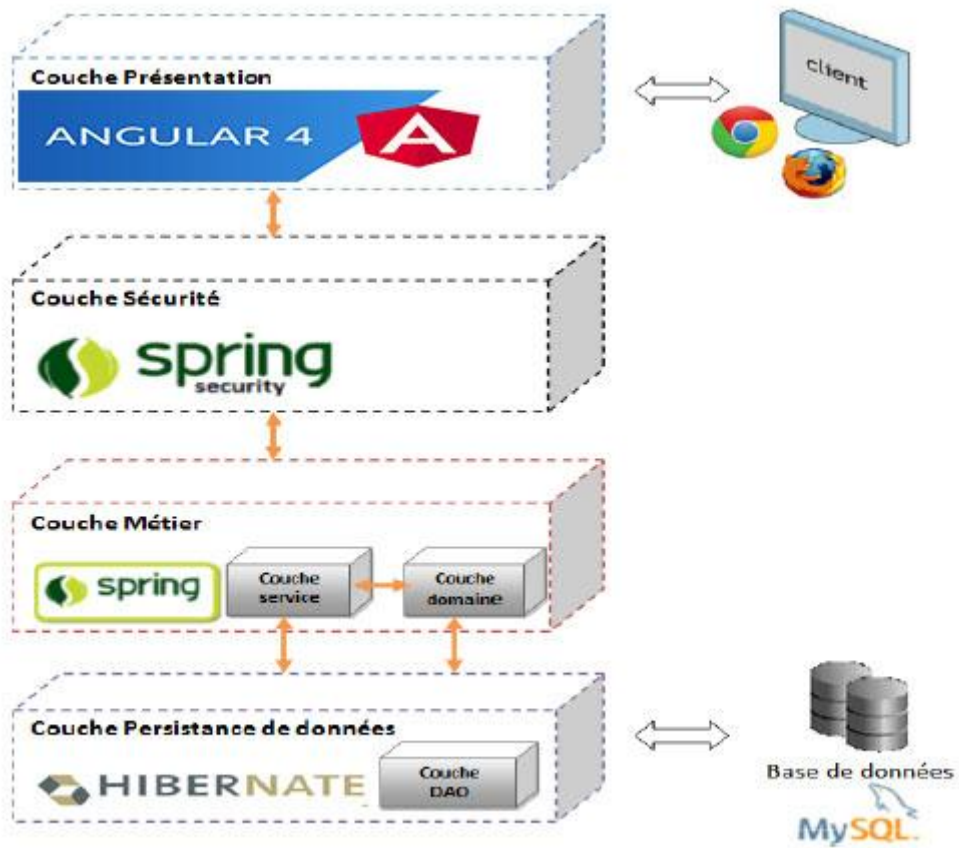 Couche Présentation
ANGULAR 4
A
client
Couche Sécurité
spring
security
Couche Métier
spring
Couche
service
Couche
domaine
Couche Persistance de données
HIBERNATE
Couche
DAO
Base de données
MySQL